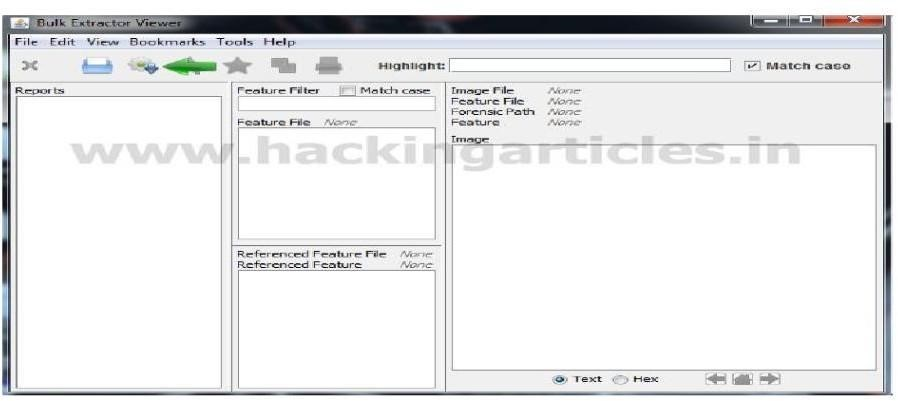 Bulk Extractor Viewer
File Edit View Bookmarks Tools Help
Highlight:
Match case
Reports
Feature Filter Match case
Feature File None
Referenced Feature File None
Referenced Feature None
Image File None
Feature File None
Forensic Path None
Feature None
Image
www.hackingarticles.in
Text Hex